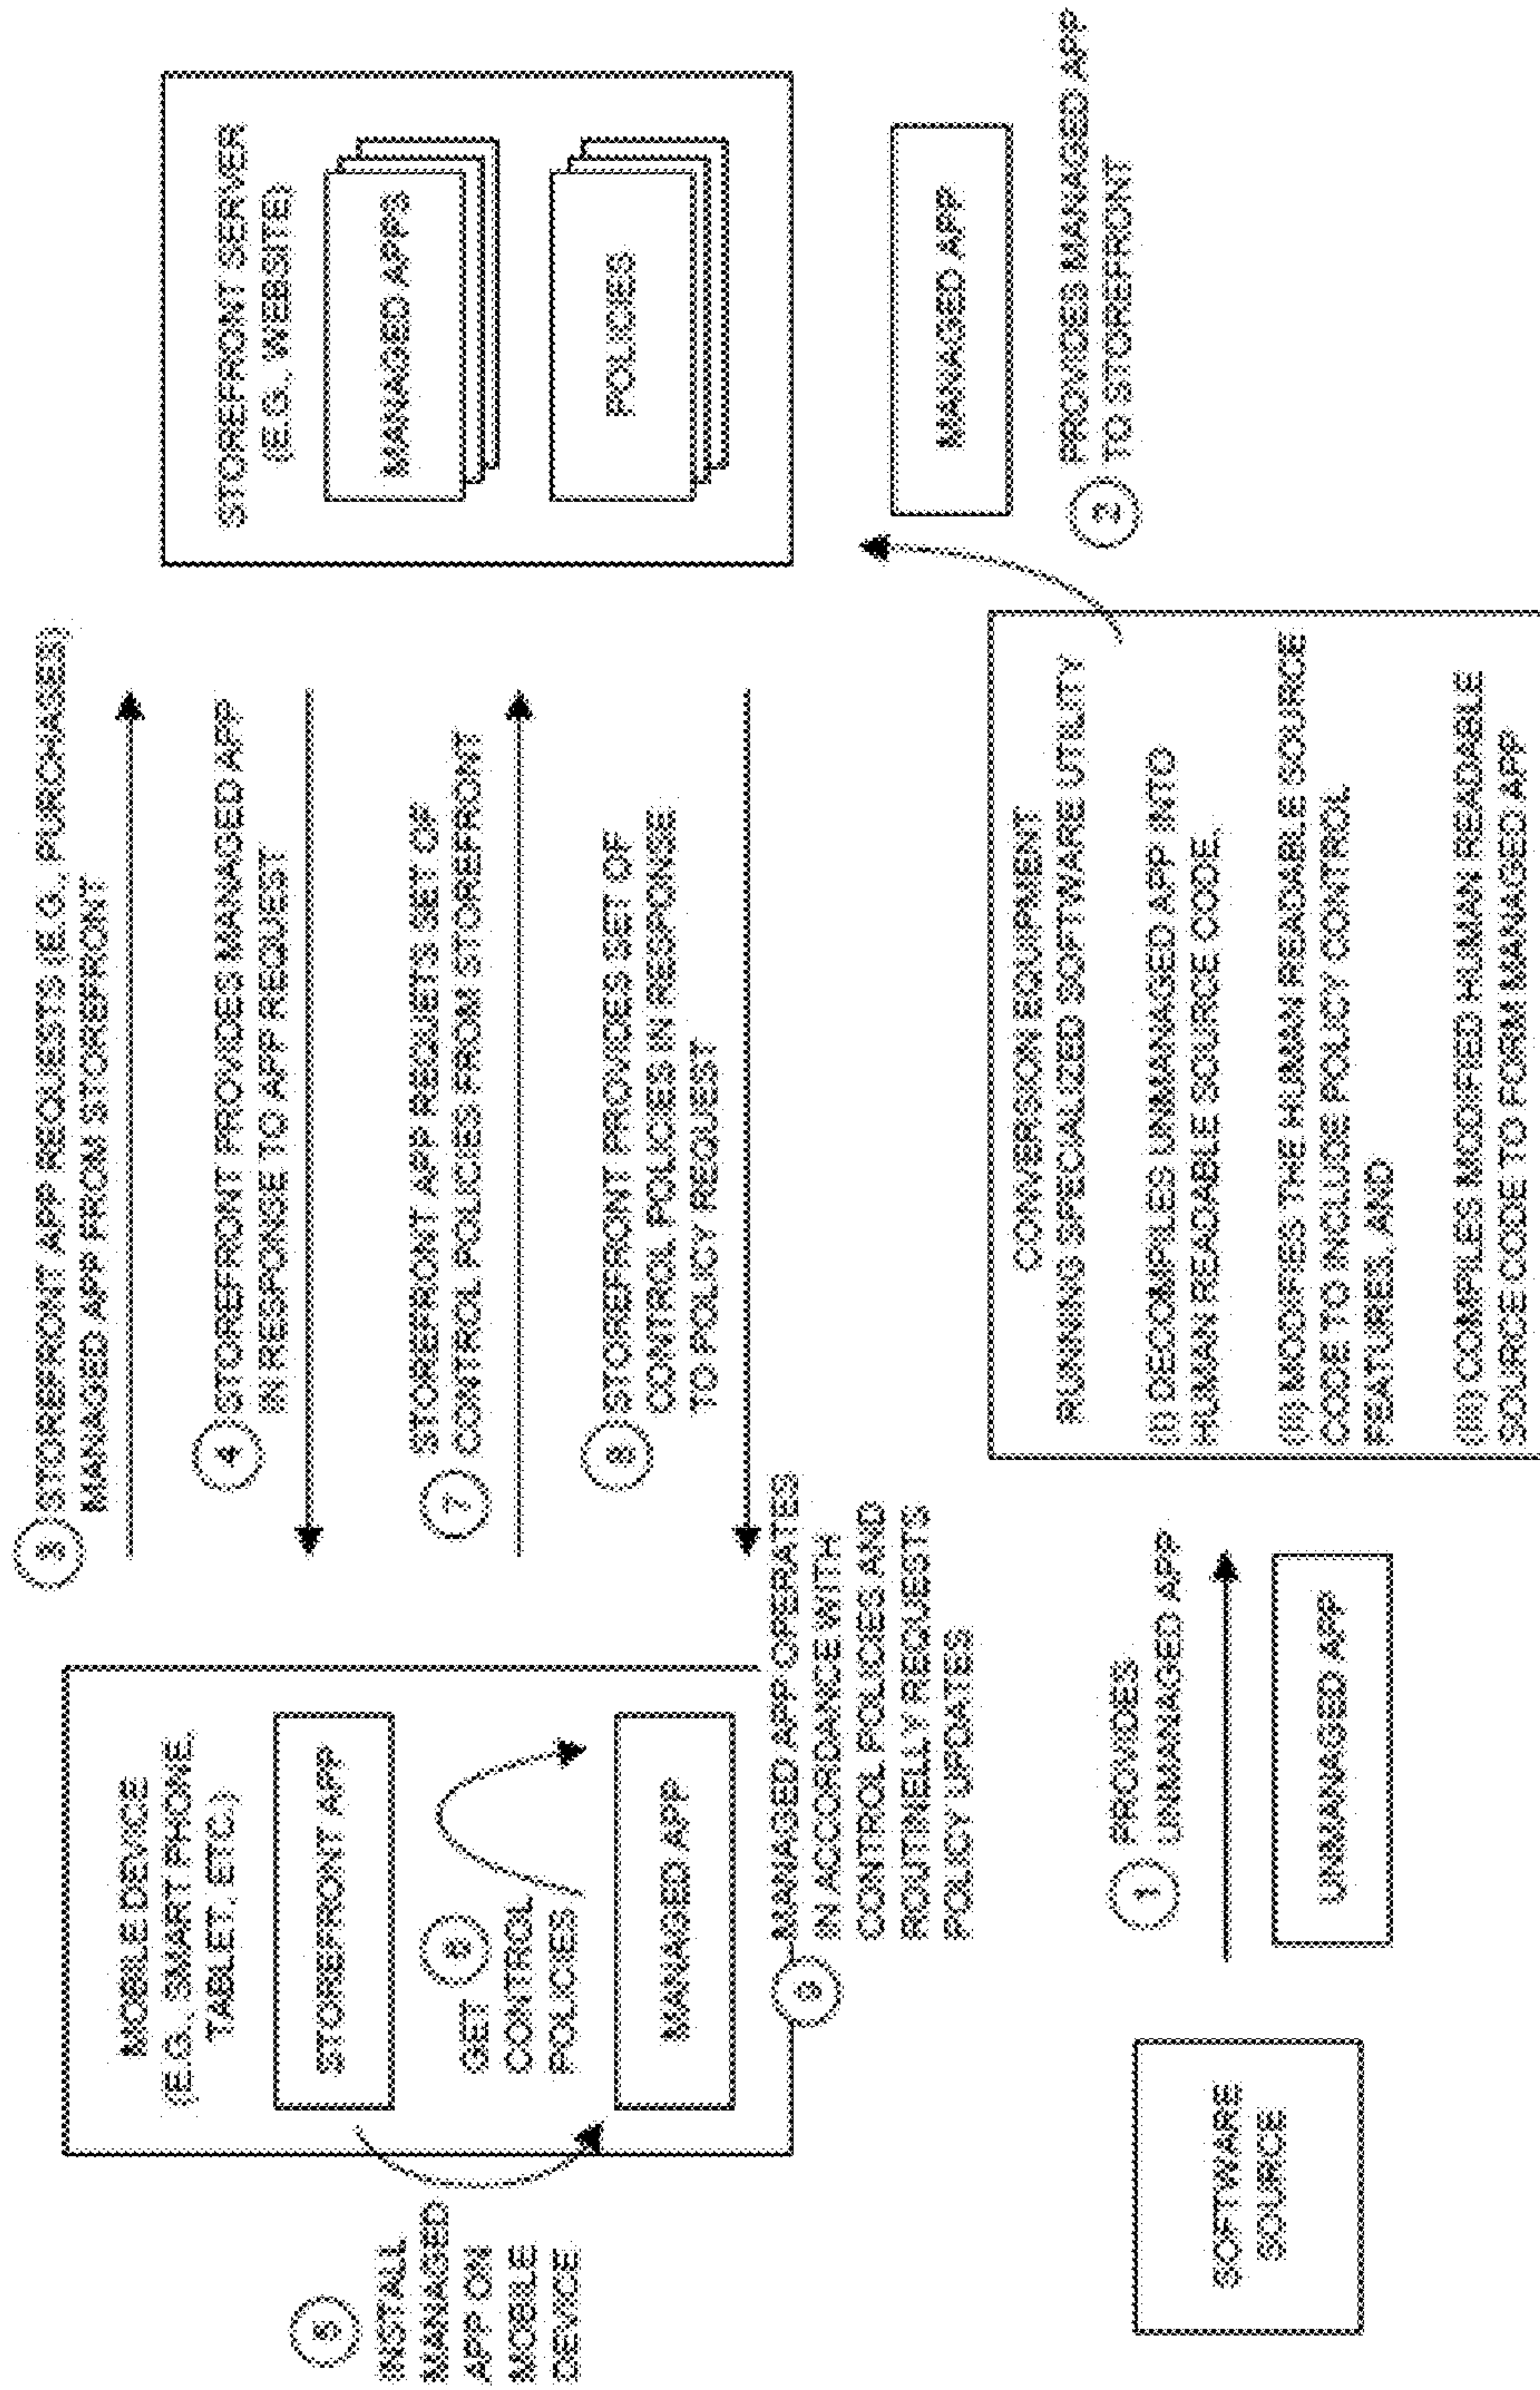 MOBILE DEVICE
(E.G., SMART PHONE,
TABLET, ETC.)
STOREFRONT APP
6
GET
CONTROL
POLICIES
MANAGED APP
5
INSTALL
MANAGED
APP ON
MOBILE
DEVICE
3
STOREFRONT APP REQUESTS (E.G., PURCHASES)
MANAGED APP FROM STOREFRONT
4
STOREFRONT PROVIDES MANAGED APP
IN RESPONSE TO APP REQUEST
7
STOREFRONT APP REQUETS SET OF
CONTROL POLICIES FROM STOREFRONT
8
STOREFRONT PROVIDES SET OF
CONTROL POLICIES IN RESPONSE
TO POLICY REQUEST
STOREFRONT SERVER
(E.G., WEBSITE)
MANAGED APPS
POLICIES
9
MANAGED APP OPERATES
IN ACCORDANCE WITH
CONTROL POLICIES AND
ROUTINELLY REQUESTS
POLICY UPDATES
MANAGED APP
2
PROVIDES MANAGED APP
TO STOREFRONT
SOFTWARE
SOURCE
1
PROVIDES
UNMANAGED APP
UNMANAGED APP
CONVERSION EQUIPMENT
RUNNING SPECIALIZED SOFTWARE UTILITY
(I) DECOMPILES UNMANAGED APP INTO
HUMAN READABLE SOURCE CODE,
(II) MODIFIES THE HUMAN READABLE SOURCE
CODE TO INCLUDE POLICY CONTROL
FEATURES, AND
(III) COMPILES MODIFIED HUMAN READABLE
SOURCE CODE TO FORM MANAGED APP